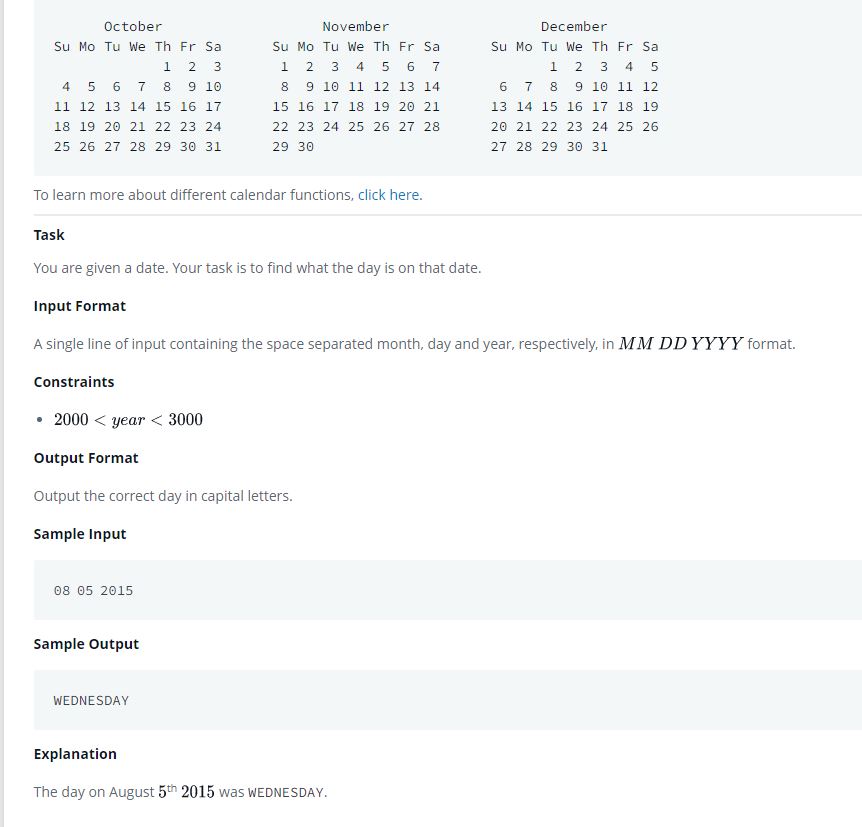 October November December
Su Mo Tu We Th Fr Sa Su Mo Tu We Th Fr Sa Su Mo Tu We Th Fr Sa
1 2 3 1 2 3 4 5 6 7 1 2 3 4 5
4 5 6 7 8 9 10 8 9 10 11 12 13 14 6 7 8 9 10 11 12
11 12 13 14 15 16 17 15 16 17 18 19 20 21 13 14 15 16 17 18 19
18 19 20 21 22 23 24 22 23 24 25 26 27 28 20 21 22 23 24 25 26
25 26 27 28 29 30 31 29 30 27 28 29 30 31
To learn more about different calendar functions, click here.
Task
You are given a date. Your task is to find what the day is on that date.
Input Format
A single line of input containing the space separated month, day and year, respectively, in MM DD YYYY format.
Constraints
• 2000 < year < 3000
Output Format
Output the correct day in capital letters.
Sample Input
08 05 2015
Sample Output
WEDNESDAY
Explanation
The day on August 5th 2015 was WEDNESDAY.